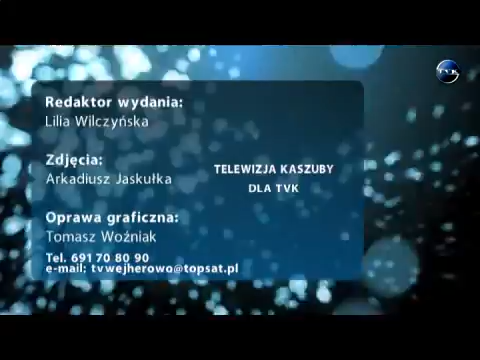 TVK
Redaktor wydania:
Lilia Wilczyńska
Zdjęcia:
Arkadiusz Jaskułka
Oprawa graficzna:
Tomasz Woźniak
Tel. 691 70 80 90
e-mail: tvwejherowo@topsat.pl
TELEWIZJA KASZUBY
DLA TVK